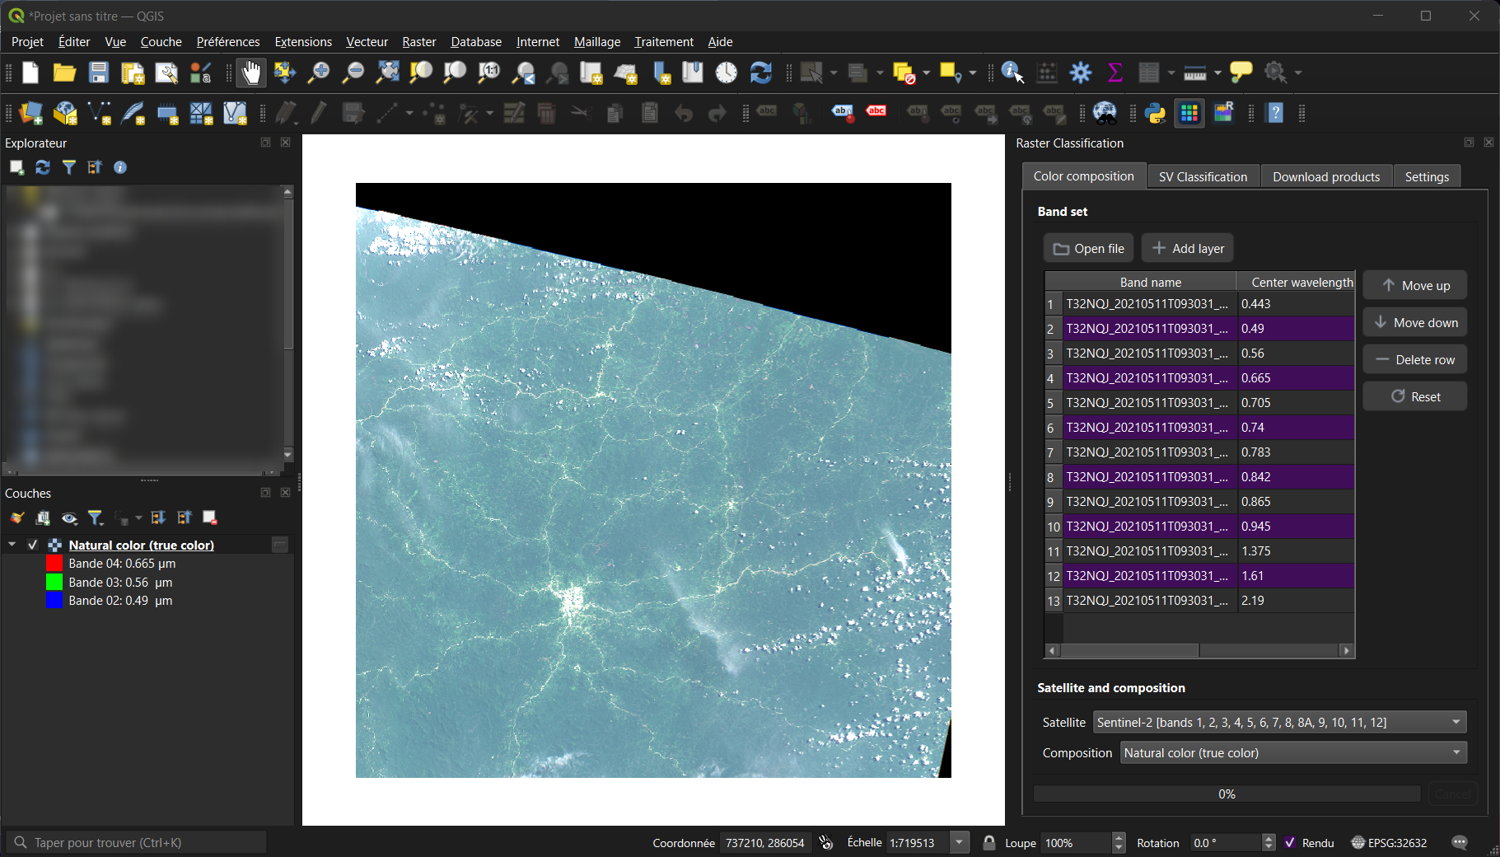 *Projet sans titre — QGIS
Projet Éditer Vue Couche Préférences Extensions Vecteur Raster Database Internet Maillage Traitement Aide
Explorateur
Couches
Natural color (true color)
Bande 04: 0.665 µm
Bande 03: 0.56 µm
Bande 02: 0.49 µm
Raster Classification
Color composition SV Classification Download products Settings
Band set
Open file Add layer
Band name Center wavelength
1 T32NQJ_20210511T093031_... 0.443
2 T32NQJ_20210511T093031_... 0.49
3 T32NQJ_20210511T093031_... 0.56
4 T32NQJ_20210511T093031_... 0.665
5 T32NQJ_20210511T093031_... 0.705
6 T32NQJ_20210511T093031_... 0.74
7 T32NQJ_20210511T093031_... 0.783
8 T32NQJ_20210511T093031_... 0.842
9 T32NQJ_20210511T093031_... 0.865
10 T32NQJ_20210511T093031_... 0.945
11 T32NQJ_20210511T093031_... 1.375
12 T32NQJ_20210511T093031_... 1.61
13 T32NQJ_20210511T093031_... 2.19
Move up
Move down
Delete row
Reset
Satellite and composition
Satellite Sentinel-2 [bands 1, 2, 3, 4, 5, 6, 7, 8, 8A, 9, 10, 11, 12]
Composition Natural color (true color)
0% Cancel
Taper pour trouver (Ctrl+K) Coordonnée 737210, 286054 Échelle 1:719513 Loupe 100% Rotation 0.0 ° Rendu EPSG:32632